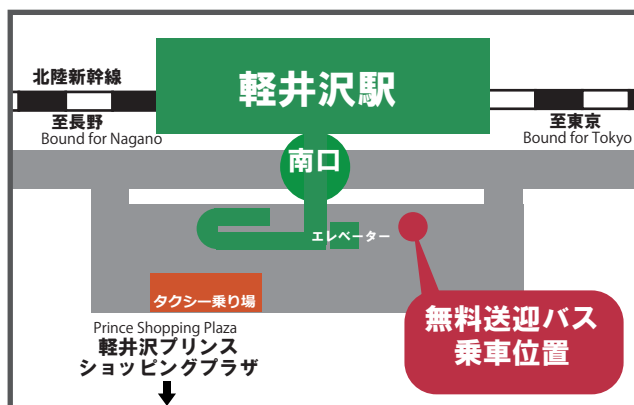 軽井沢駅
北陸新幹線
至長野
Bound for Nagano
至東京
Bound for Tokyo
南口
エレベーター
タクシー乗り場
無料送迎バス
乗車位置
Prince Shopping Plaza
軽井沢プリンス
ショッピングプラザ